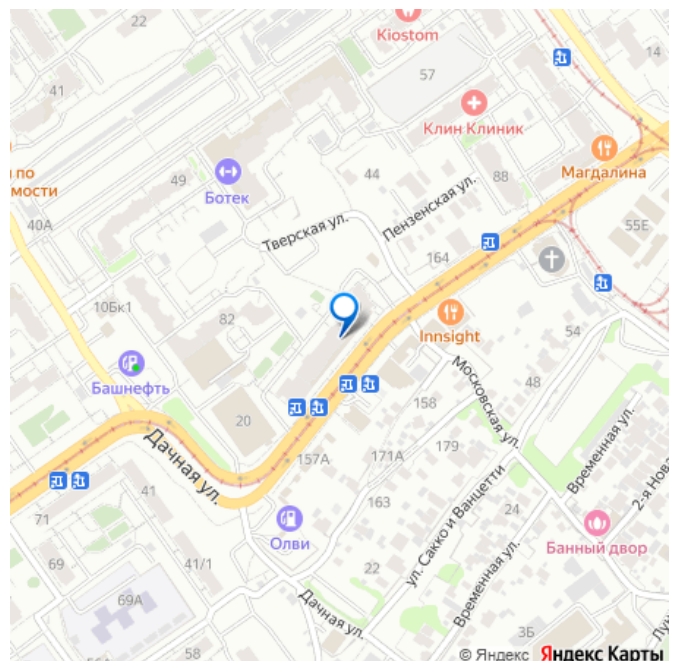 Kiostom
57
14
41
Клин Клиник
Магдалина
по
мости
49
Ботек
44
88
Пензенская ул.
40А
Тверская ул.
55Е
164
10Бк1
82
Innsight
54
Башнефть
48
Московская ул.
158
20
Дачная ул.
157А
171А
179
Временная ул.
2-я Нова
163
41
ул. Сакко и Ванцетти
24
71
Олви
Банный двор
69
41/1
22
Временная ул.
69А
Дачная ул.
3Б
58
© Яндекс Яндекс Карты